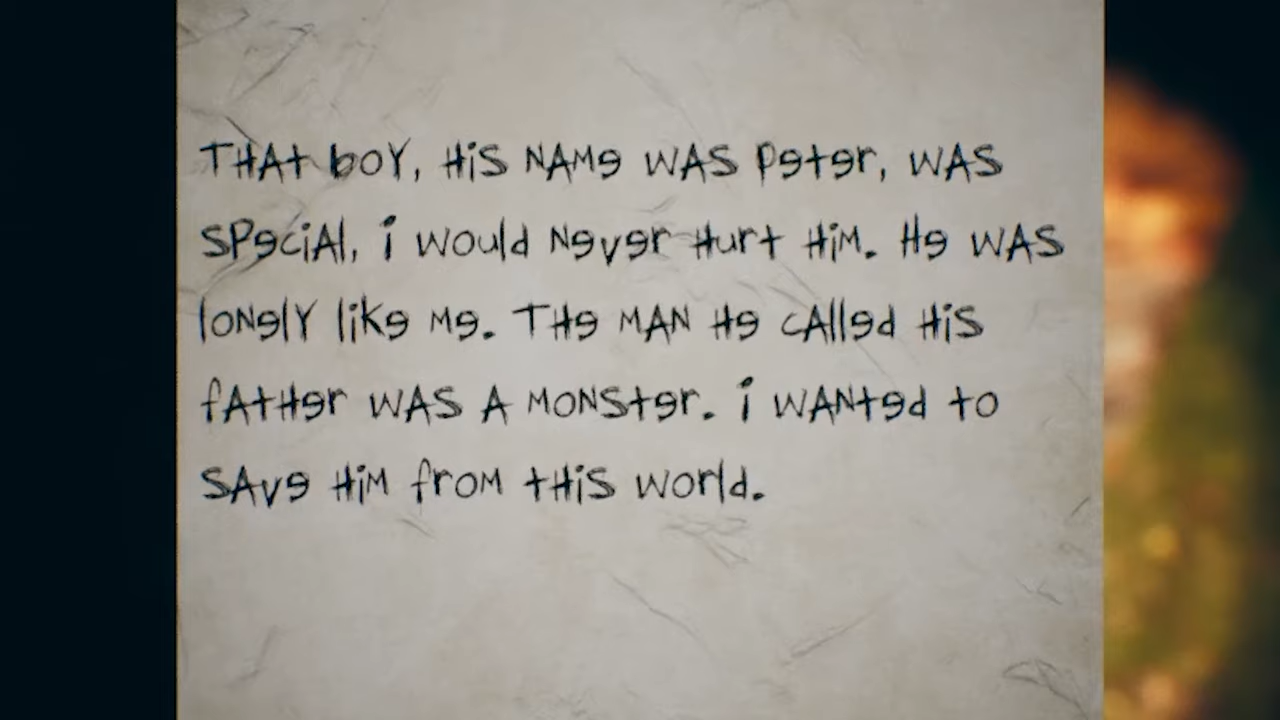 THAt boY, HiS NAMe WAS Peter, WAS
SPeciAl, i would Never Hurt HiM. He WAS
loNelY like Me. THe MAN He cAlled HiS
fAtHer WAS A MONSter. i WANted to
SAve HiM froM tHiS world.